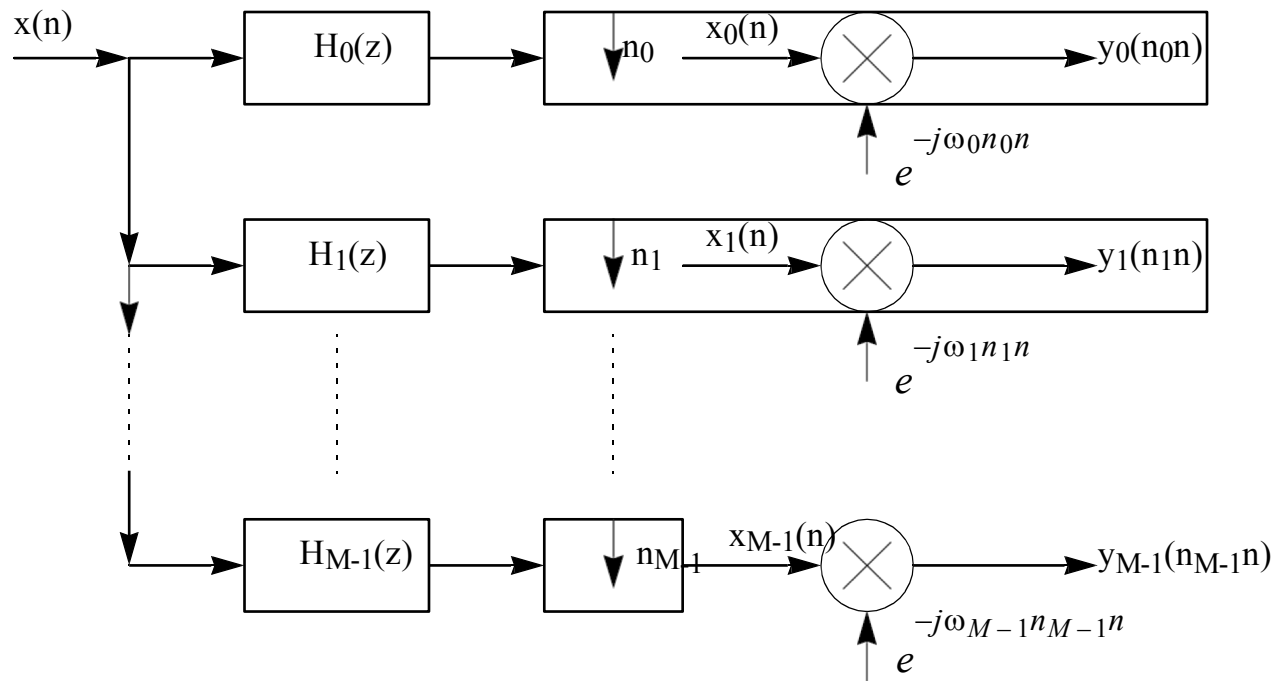 x(n)
H0(z)
n0
x0(n)
y0(n0n)
e−jω0n0n
H1(z)
n1
x1(n)
y1(n1n)
e−jω1n1n
HM-1(z)
nM-1
xM-1(n)
yM-1(nM-1n)
e−jωM−1nM−1n